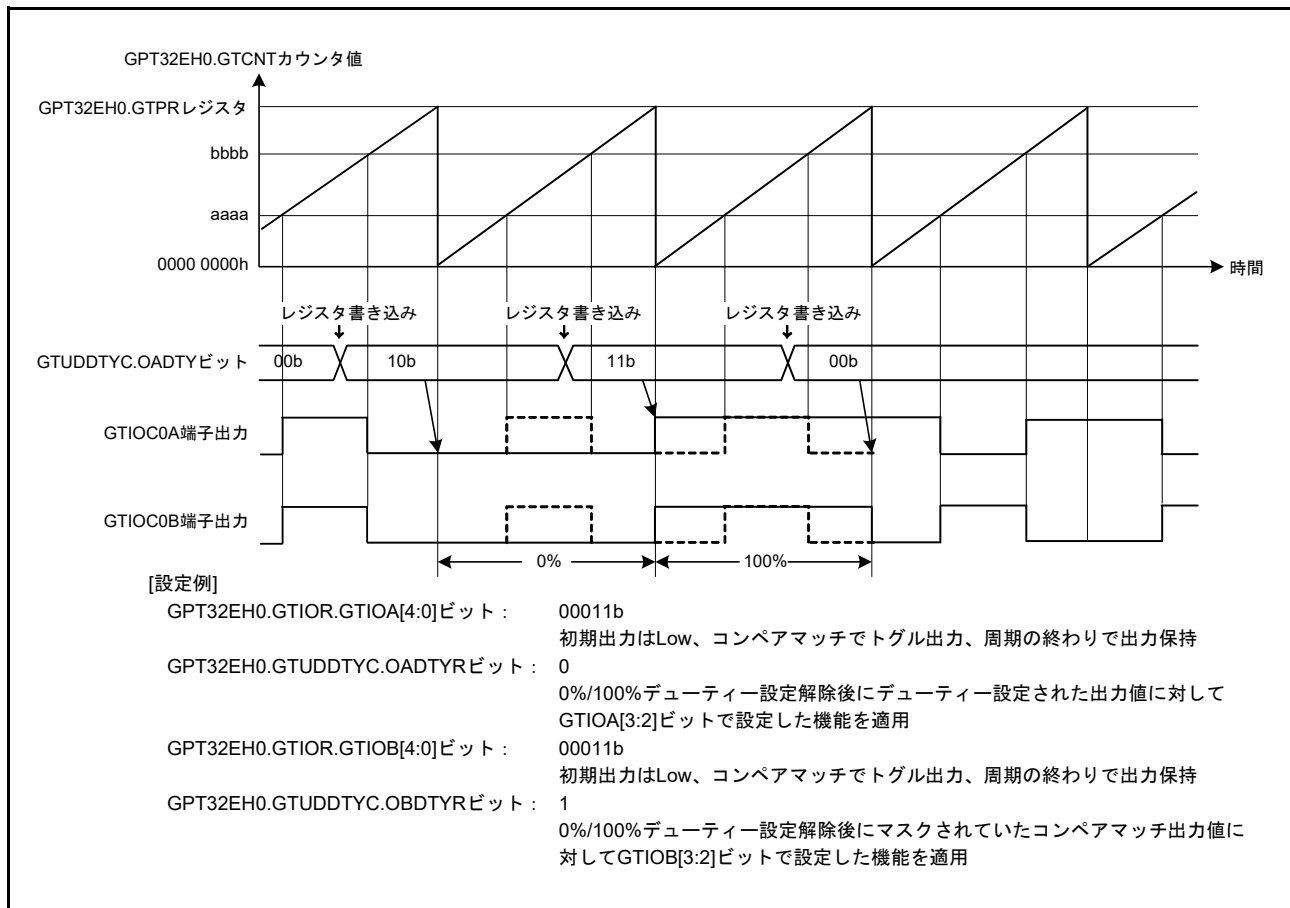 GPT32EH0.GTCNTカウンタ値
GPT32EH0.GTPRレジスタ
bbbb
aaaa
0000 0000h
時間
レジスタ書き込み
レジスタ書き込み
レジスタ書き込み
GTUDDTYC.OADTYビット
00b
10b
11b
00b
GTIOC0A端子出力
GTIOC0B端子出力
0%
100%
[設定例]
GPT32EH0.GTIOR.GTIOA[4:0]ビット： 00011b
初期出力はLow、コンペアマッチでトグル出力、周期の終わりで出力保持
GPT32EH0.GTUDDTYC.OADTYRビット： 0
0%/100%デューティー設定解除後にデューティー設定された出力値に対して
GTIOA[3:2]ビットで設定した機能を適用
GPT32EH0.GTIOR.GTIOB[4:0]ビット： 00011b
初期出力はLow、コンペアマッチでトグル出力、周期の終わりで出力保持
GPT32EH0.GTUDDTYC.OBDTYRビット： 1
0%/100%デューティー設定解除後にマスクされていたコンペアマッチ出力値に
対してGTIOB[3:2]ビットで設定した機能を適用